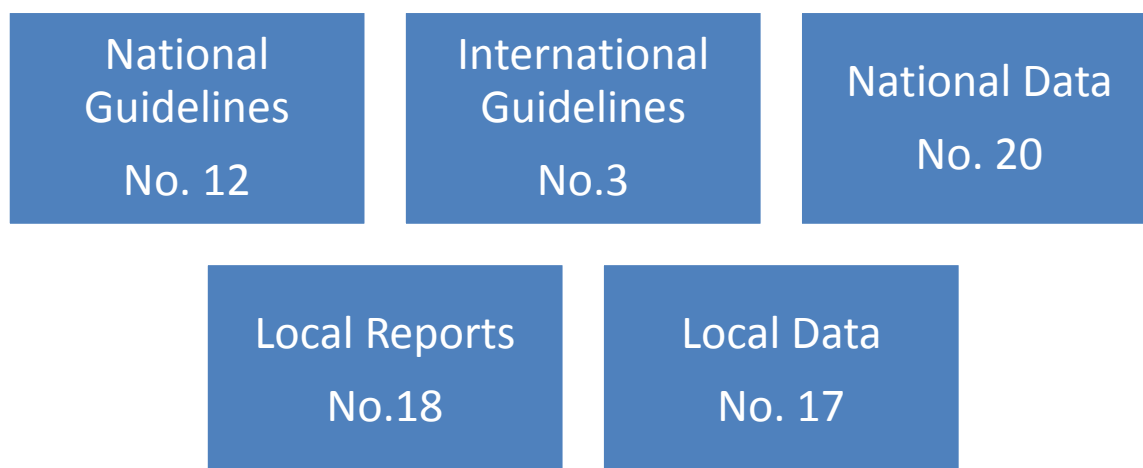 National
Guidelines
No. 12
International
Guidelines
No.3
National Data
No. 20
Local Reports
No.18
Local Data
No. 17